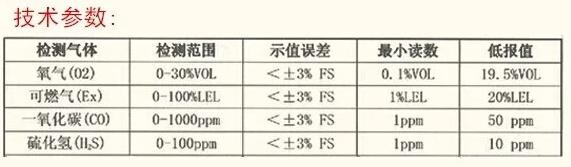 技术参数:
检测气体 检测范围 示值误差 最小读数 低报值
氧气(O2) 0-30%VOL <±3% FS 0.1%VOL 19.5%VOL
可燃气(Ex) 0-100%LEL <±3% FS 1%LEL 20%LEL
一氧化碳(CO) 0-1000ppm <±3% FS 1ppm 50 ppm
硫化氢(H2S) 0-100ppm <±3% FS 1ppm 10 ppm